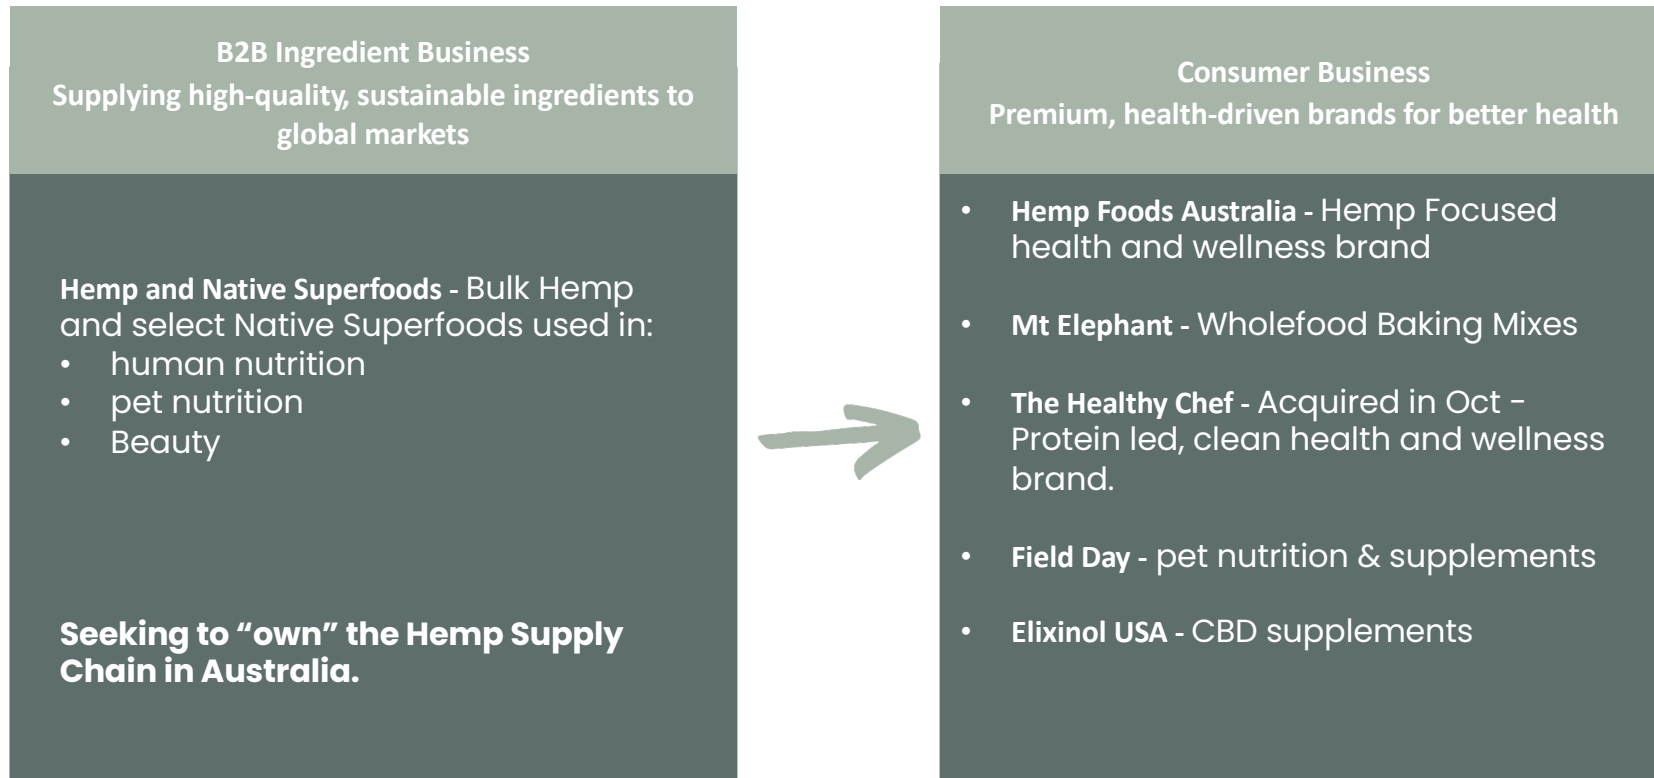 B2B Ingredient Business
Supplying high-quality, sustainable ingredients to
global markets
Hemp and Native Superfoods - Bulk Hemp
and select Native Superfoods used in:
• human nutrition
• pet nutrition
• Beauty
Seeking to “own” the Hemp Supply
Chain in Australia.
Consumer Business
Premium, health-driven brands for better health
• Hemp Foods Australia - Hemp Focused
health and wellness brand
• Mt Elephant - Wholefood Baking Mixes
• The Healthy Chef - Acquired in Oct -
Protein led, clean health and wellness
brand.
• Field Day - pet nutrition & supplements
• Elixinol USA - CBD supplements